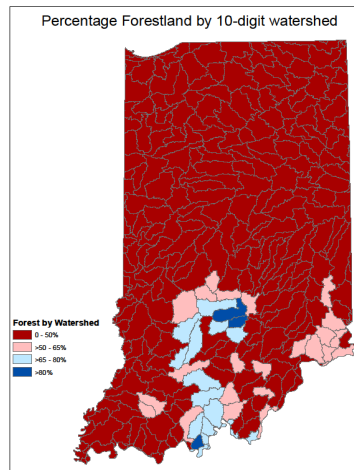 Percentage Forestland by 10-digit watershed
Forest by Watershed
0 - 50%
>50 - 65%
>65 - 80%
>80%